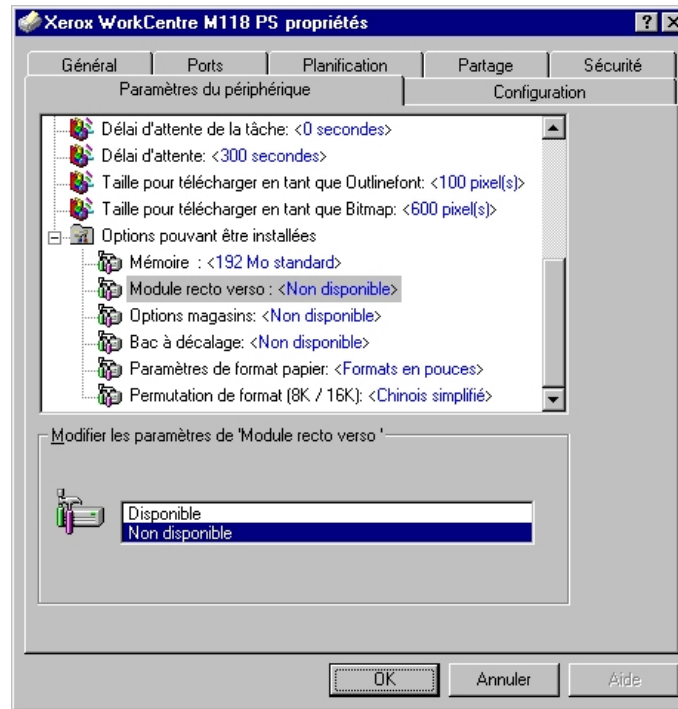 Xerox WorkCentre M118 PS propriétés
Général Ports Planification Partage Sécurité
Paramètres du périphérique Configuration
Délai d'attente de la tâche: <0 secondes>
Délai d'attente: <300 secondes>
Taille pour télécharger en tant que Outlinefont: <100 pixel(s)>
Taille pour télécharger en tant que Bitmap: <600 pixel(s)>
Options pouvant être installées
Mémoire : <192 Mo standard>
Module recto verso : <Non disponible>
Options magasins: <Non disponible>
Bac à décalage: <Non disponible>
Paramètres de format papier: <Formats en pouces>
Permutation de format (8K / 16K): <Chinois simplifié>
Modifier les paramètres de 'Module recto verso '
Disponible
Non disponible
OK Annuler Aide